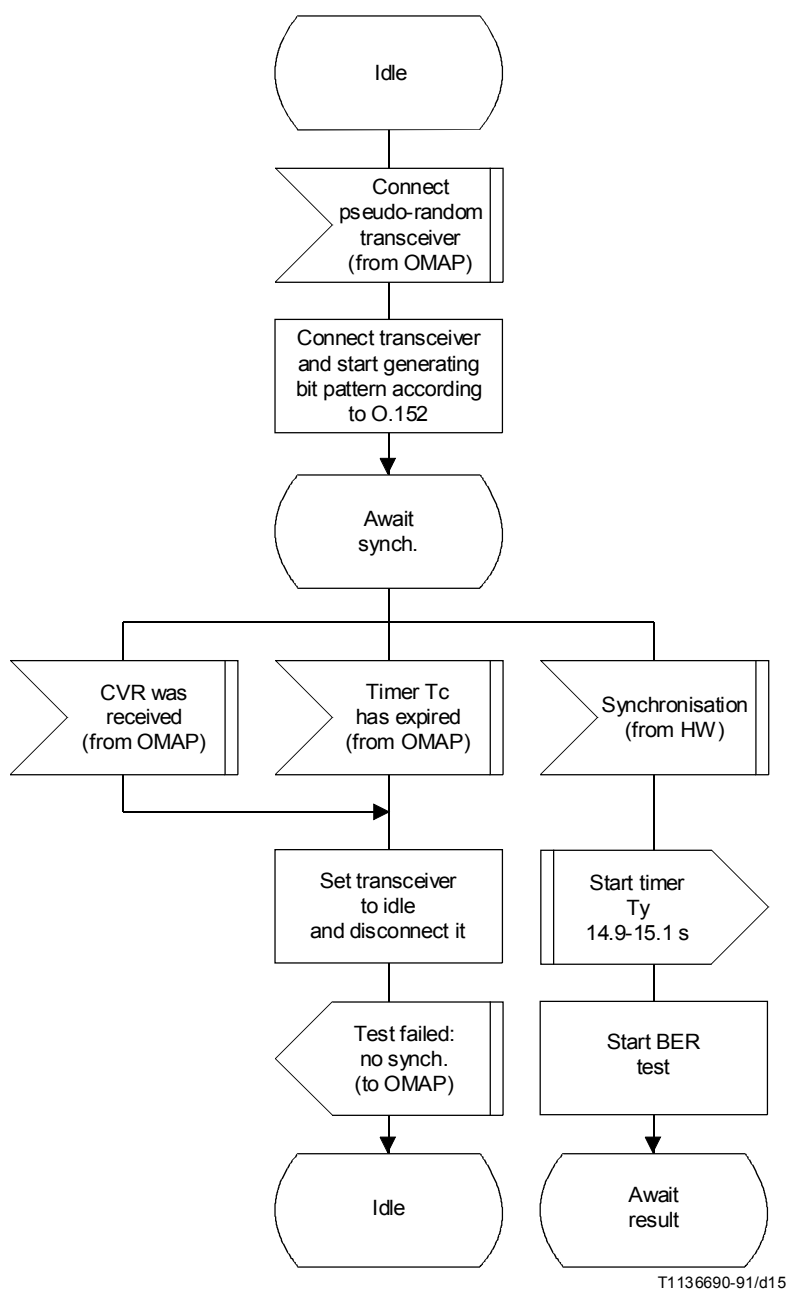 Idle
Connect
pseudo-random
transceiver
(from OMAP)
Connect transceiver
and start generating
bit pattern according
to O.152
Await
synch.
CVR was
received
(from OMAP)
Timer Tc
has expired
(from OMAP)
Synchronisation
(from HW)
Set transceiver
to idle
and disconnect it
Start timer
Ty
14.9-15.1 s
Test failed:
no synch.
(to OMAP)
Start BER
test
Idle
Await
result
T1136690-91/d15